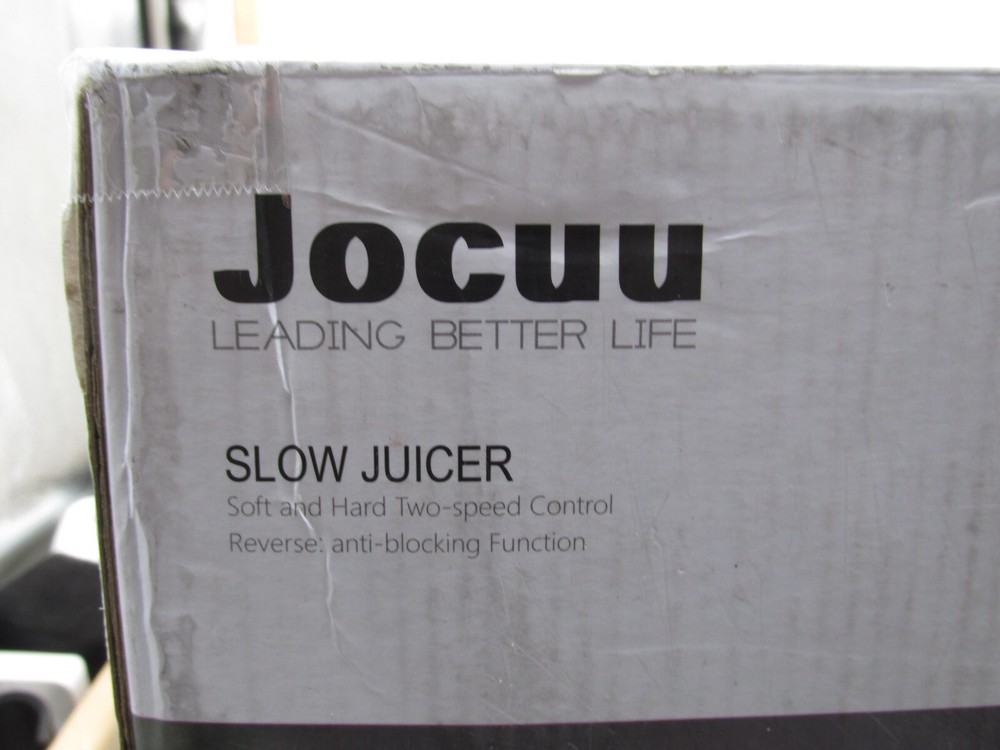 Jocuu
LEADING BETTER LIFE
SLOW JUICER
Soft and Hard Two-speed Control
Reverse: anti-blocking Function